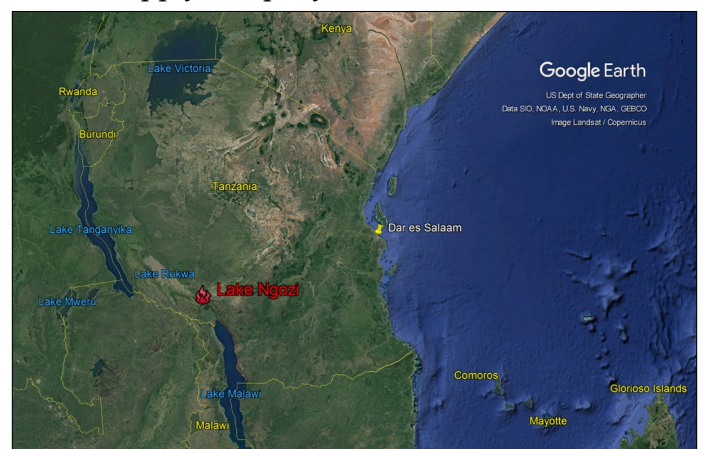 Kenya
Google Earth
Lake Victoria
US Dept of State Geographer
Rwanda
Data SIO, NOAA, U.S. Navy, NGA, GEBCO
Image Landsat / Copernicus
Burundi
Tanzania
Lake Tanganyika
Dar es Salaam
Lake Rukwa
Lake Ngozi
Lake Mweru
Comoros
Glorioso Islands
Lake Malawi
Mayotte
Malawi